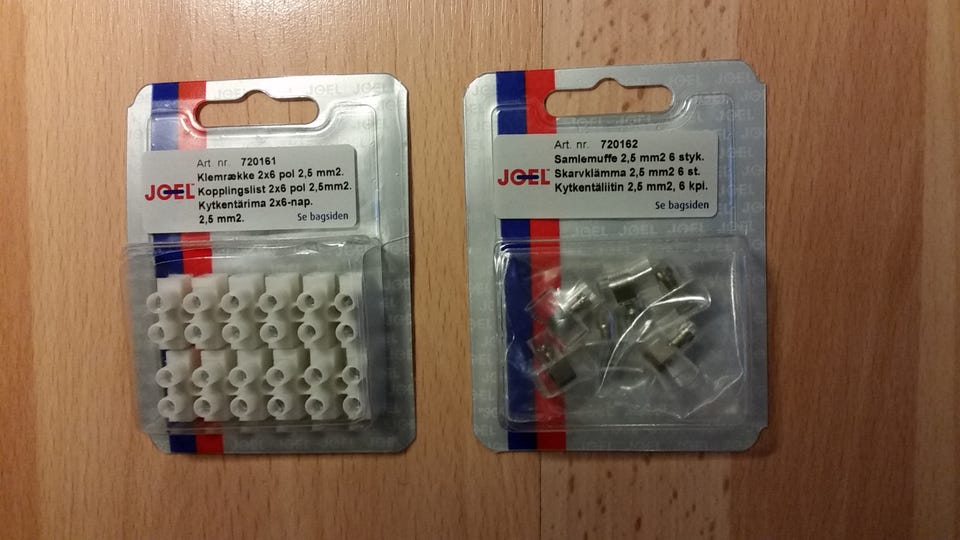 Art. nr. 720161
JOEL
Klemrække 2x6 pol 2,5 mm2.
Kopplingslist 2x6 pol 2,5mm2.
Kytkentärima 2x6-nap.
2,5 mm2.
Se bagsiden
Art. nr. 720162
JOEL
Samlemuffe 2,5 mm2 6 styk.
Skarvklämma 2,5 mm2 6 st.
Kytkentäliitin 2,5 mm2, 6 kpl.
Se bagsiden